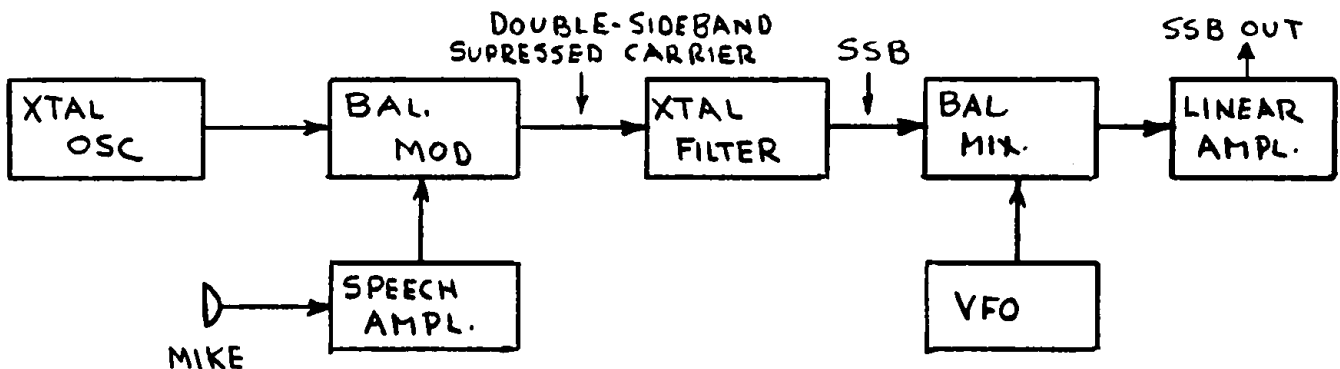 DOUBLE-SIDEBAND
SUPRESSED CARRIER
SSB
SSB OUT
XTAL
OSC
BAL.
MOD
XTAL
FILTER
BAL
MIX.
LINEAR
AMPL.
SPEECH
AMPL.
VFO
MIKE